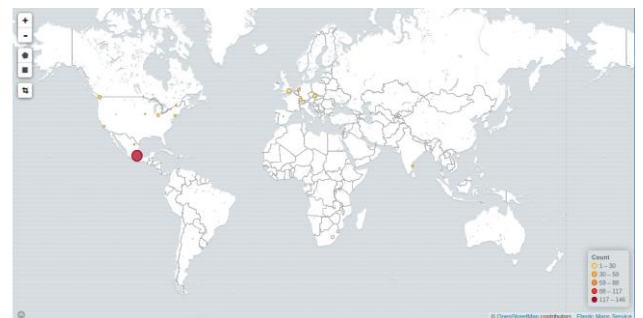 +
-
Count
1 – 30
30 – 59
59 – 88
88 – 117
117 – 146
© OpenStreetMap contributors , Elastic Maps Service